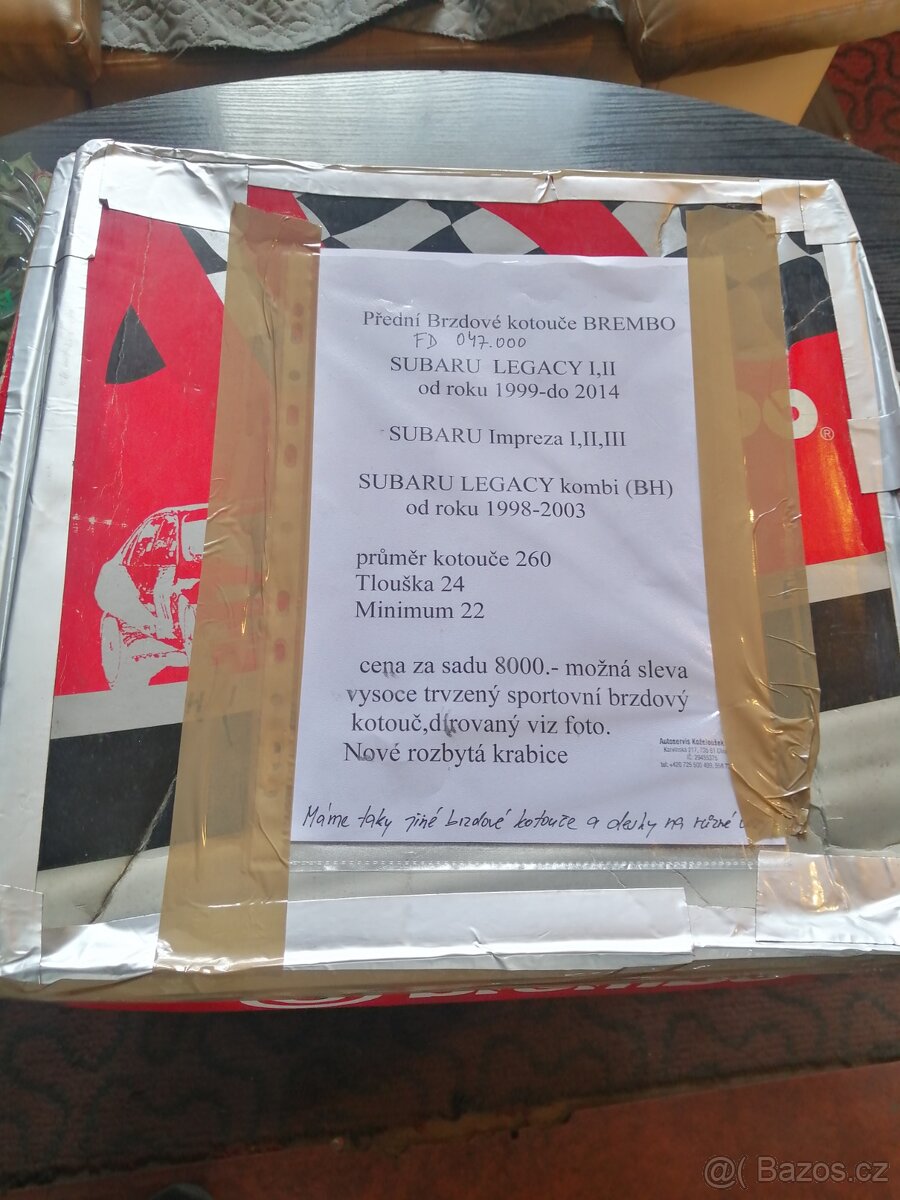 Přední Brzdové kotouče BREMBO
FD 047.000
SUBARU LEGACY I,II
od roku 1999-do 2014
SUBARU Impreza I,II,III
®
SUBARU LEGACY kombi (BH)
od roku 1998-2003
průměr kotouče 260
Tlouška 24
Minimum 22
cena za sadu 8000.- možná sleva
vysoce trvzený sportovní brzdový
kotouč,dírovaný viz foto.
Nové rozbytá krabice
Autoservis
Máme taky jiné brzdové kotouče a desky na různé
@( Bazos.cz